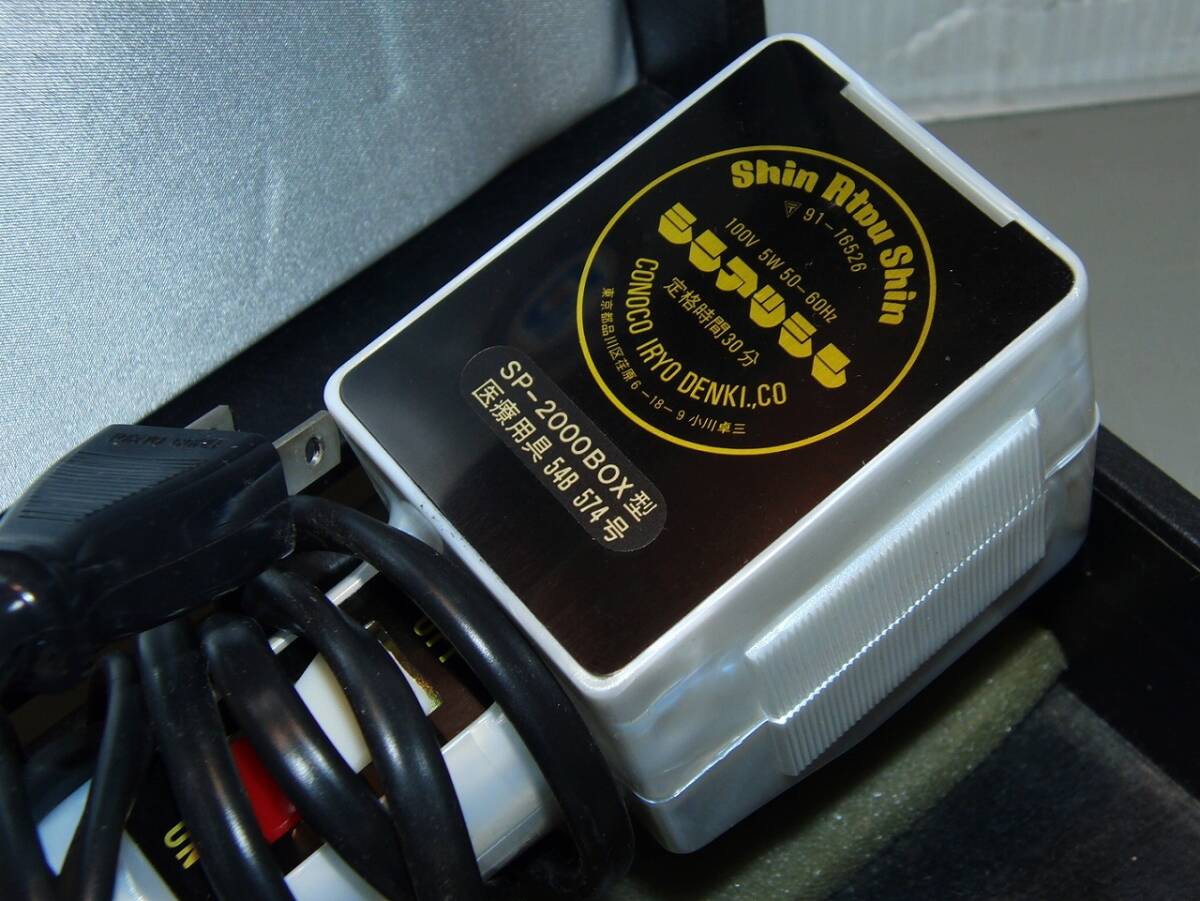 Shin Atsu Shin
〒 91-16526
シンアツシン
100V 5W 50-60Hz
定格時間30分
CONOCO IRYO DENKI.,CO
東京都品川区荏原6-18-9 小川卓三
SP-2000BOX型
医療用具 54B 574号
OFF
ON